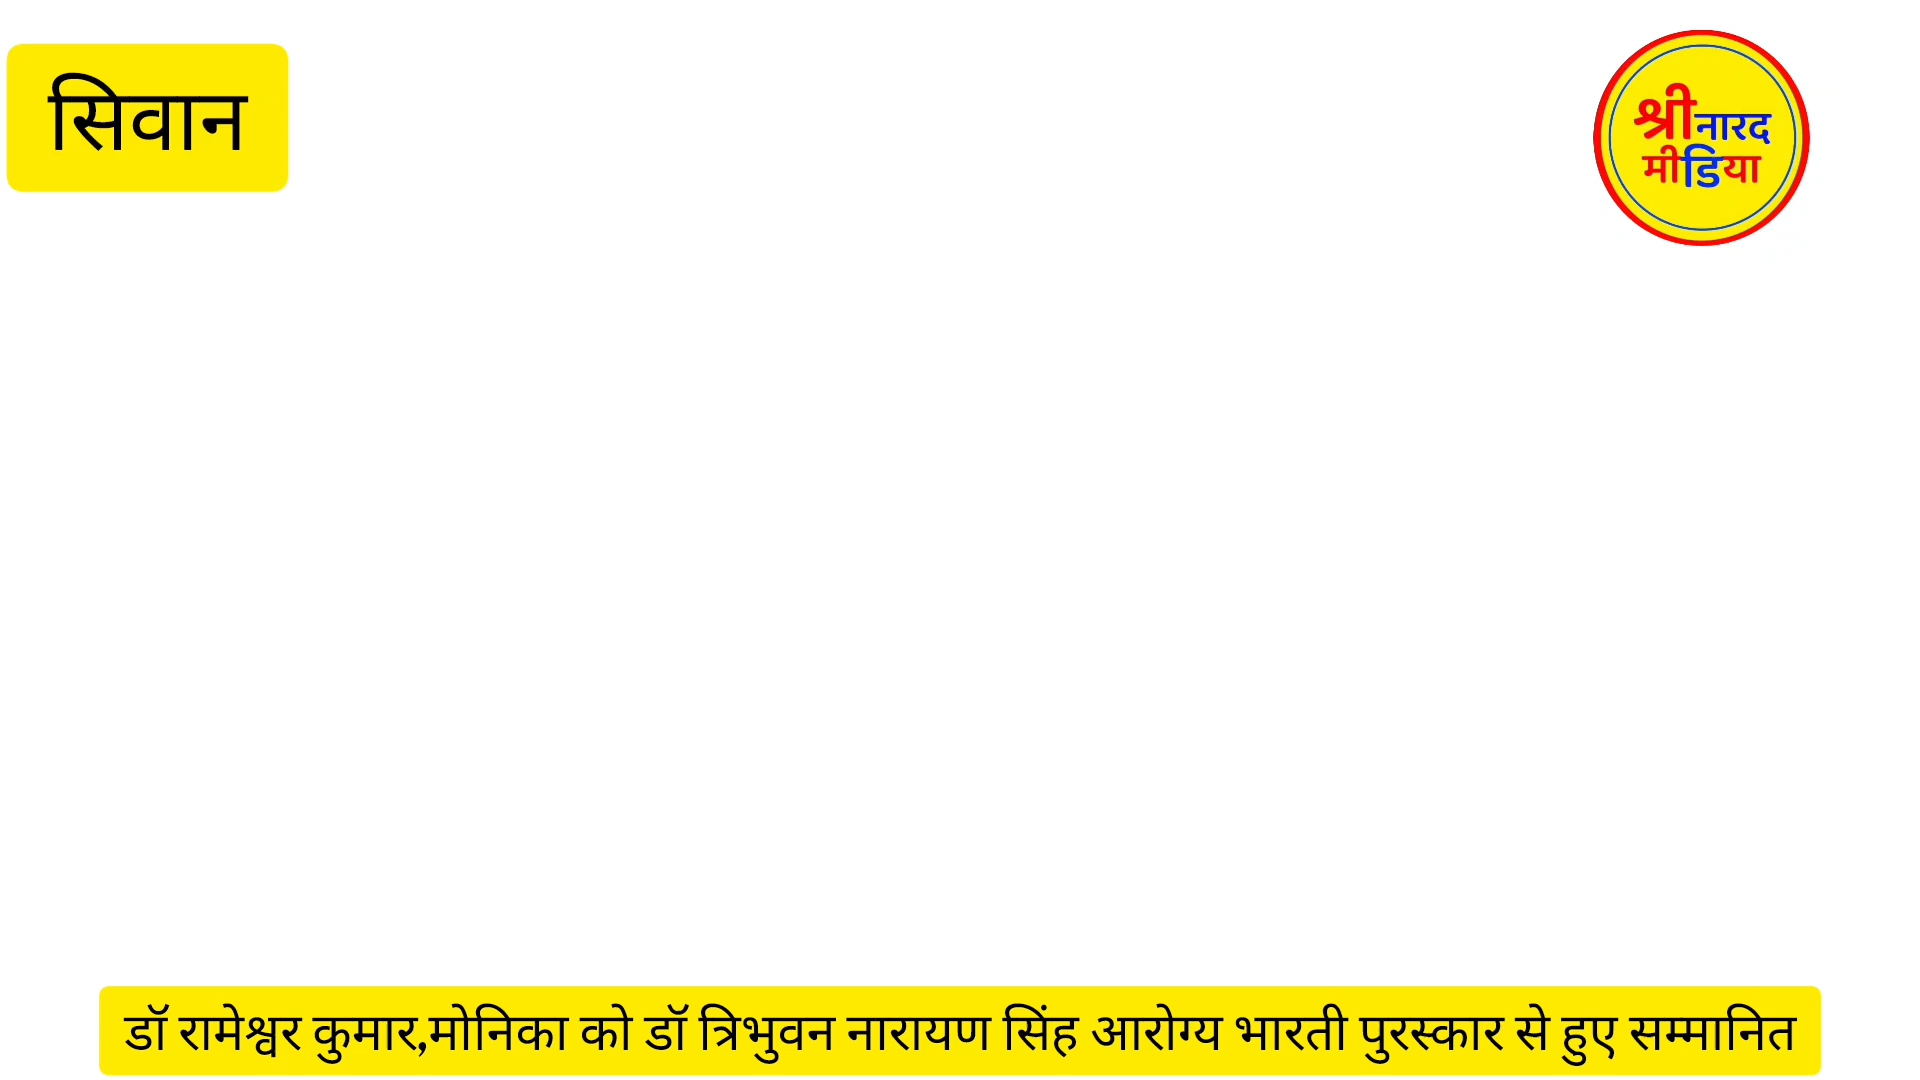 सिवान
श्री नारद
मीडिया
डॉ रामेश्वर कुमार,मोनिका को डॉ त्रिभुवन नारायण सिंह आरोग्य भारती पुरस्कार से हुए सम्मानित